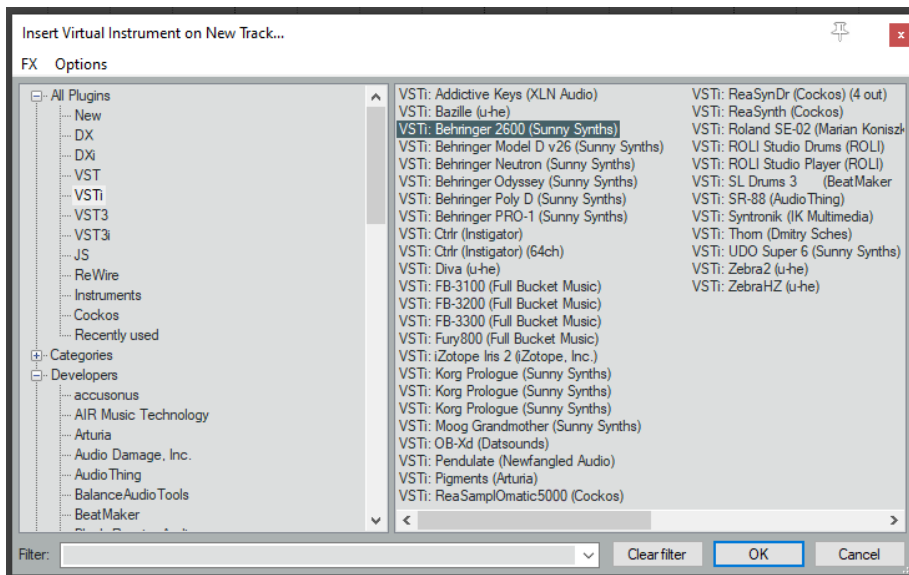 Insert Virtual Instrument on New Track...
FX Options
All Plugins
New
DX
DXi
VST
VSTi
VST3
VST3i
JS
ReWire
Instruments
Cockos
Recently used
Categories
Developers
accusonus
AIR Music Technology
Arturia
Audio Damage, Inc.
AudioThing
BalanceAudioTools
BeatMaker
VSTi: Addictive Keys (XLN Audio)
VSTi: Bazille (u-he)
VSTi: Behringer 2600 (Sunny Synths)
VSTi: Behringer Model D v26 (Sunny Synths)
VSTi: Behringer Neutron (Sunny Synths)
VSTi: Behringer Odyssey (Sunny Synths)
VSTi: Behringer Poly D (Sunny Synths)
VSTi: Behringer PRO-1 (Sunny Synths)
VSTi: Ctrlr (Instigator)
VSTi: Ctrlr (Instigator) (64ch)
VSTi: Diva (u-he)
VSTi: FB-3100 (Full Bucket Music)
VSTi: FB-3200 (Full Bucket Music)
VSTi: FB-3300 (Full Bucket Music)
VSTi: Fury800 (Full Bucket Music)
VSTi: iZotope Iris 2 (iZotope, Inc.)
VSTi: Korg Prologue (Sunny Synths)
VSTi: Korg Prologue (Sunny Synths)
VSTi: Korg Prologue (Sunny Synths)
VSTi: Moog Grandmother (Sunny Synths)
VSTi: OB-Xd (Datsounds)
VSTi: Pendulate (Newfangled Audio)
VSTi: Pigments (Arturia)
VSTi: ReaSamplOmatic5000 (Cockos)
VSTi: ReaSynDr (Cockos) (4 out)
VSTi: ReaSynth (Cockos)
VSTi: Roland SE-02 (Marian Koniszk
VSTi: ROLI Studio Drums (ROLI)
VSTi: ROLI Studio Player (ROLI)
VSTi: SL Drums 3 (BeatMaker
VSTi: SR-88 (AudioThing)
VSTi: Syntronik (IK Multimedia)
VSTi: Thorn (Dmitry Sches)
VSTi: UDO Super 6 (Sunny Synths)
VSTi: Zebra2 (u-he)
VSTi: ZebraHZ (u-he)
Filter:
Clear filter
OK
Cancel